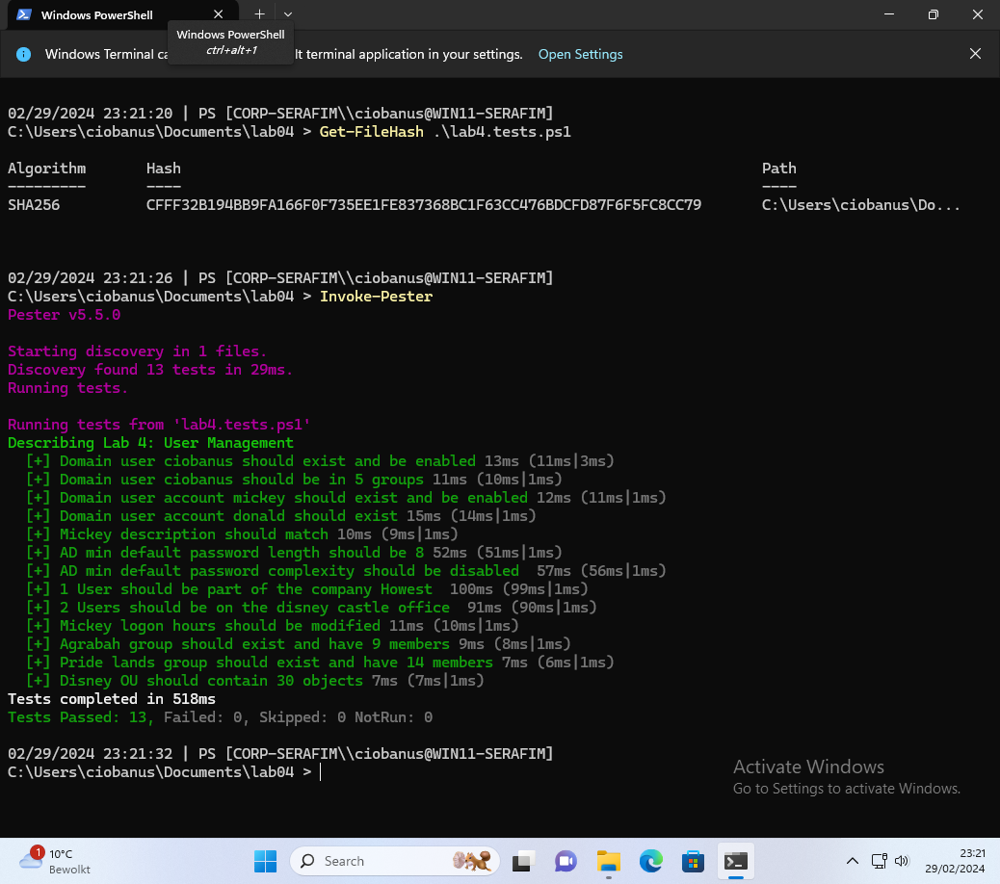 Windows PowerShell
Windows PowerShell
ctrl+alt+1
Windows Terminal ca lt terminal application in your settings. Open Settings
02/29/2024 23:21:20 | PS [CORP-SERAFIM\\ciobanus@WIN11-SERAFIM]
C:\Users\ciobanus\Documents\lab04 > Get-FileHash .\lab4.tests.ps1
Algorithm Hash Path
--------- ---- ----
SHA256 CFFF32B194BB9FA166F0F735EE1FE837368BC1F63CC476BDCFD87F6F5FC8CC79 C:\Users\ciobanus\Do...
02/29/2024 23:21:26 | PS [CORP-SERAFIM\\ciobanus@WIN11-SERAFIM]
C:\Users\ciobanus\Documents\lab04 > Invoke-Pester
Pester v5.5.0
Starting discovery in 1 files.
Discovery found 13 tests in 29ms.
Running tests.
Running tests from 'lab4.tests.ps1'
Describing Lab 4: User Management
[+] Domain user ciobanus should exist and be enabled 13ms (11ms|3ms)
[+] Domain user ciobanus should be in 5 groups 11ms (10ms|1ms)
[+] Domain user account mickey should exist and be enabled 12ms (11ms|1ms)
[+] Domain user account donald should exist 15ms (14ms|1ms)
[+] Mickey description should match 10ms (9ms|1ms)
[+] AD min default password length should be 8 52ms (51ms|1ms)
[+] AD min default password complexity should be disabled  57ms (56ms|1ms)
[+] 1 User should be part of the company Howest  100ms (99ms|1ms)
[+] 2 Users should be on the disney castle office  91ms (90ms|1ms)
[+] Mickey logon hours should be modified 11ms (10ms|1ms)
[+] Agrabah group should exist and have 9 members 9ms (8ms|1ms)
[+] Pride lands group should exist and have 14 members 7ms (6ms|1ms)
[+] Disney OU should contain 30 objects 7ms (7ms|1ms)
Tests completed in 518ms
Tests Passed: 13, Failed: 0, Skipped: 0 NotRun: 0
02/29/2024 23:21:32 | PS [CORP-SERAFIM\\ciobanus@WIN11-SERAFIM]
C:\Users\ciobanus\Documents\lab04 >
Activate Windows
Go to Settings to activate Windows.
1
10°C
Bewolkt
Search
23:21
29/02/2024